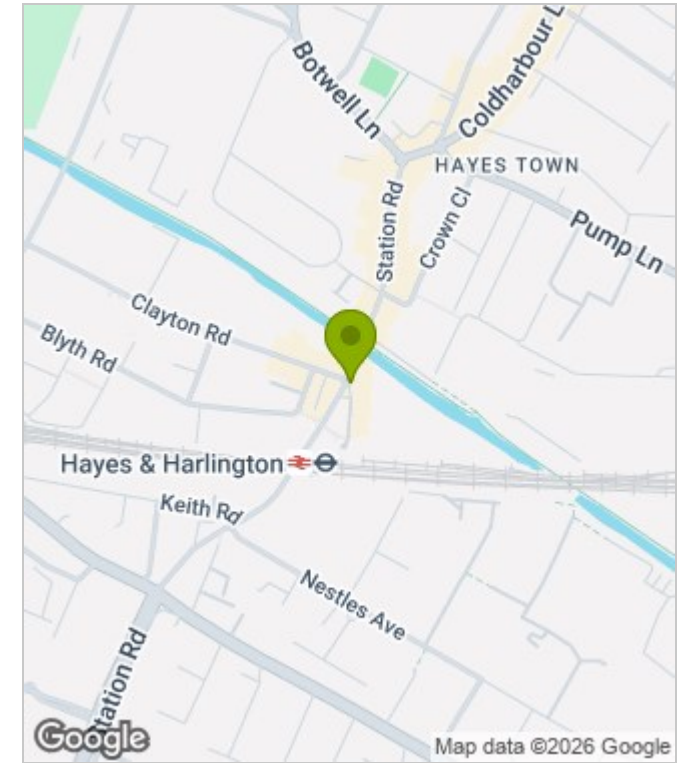 Botwell Ln
Coldharbour L
HAYES TOWN
Station Rd
Crown Cl
Pump Ln
Clayton Rd
Blyth Rd
Hayes & Harlington
Keith Rd
Nestles Ave
Station Rd
Google
Map data ©2026 Google